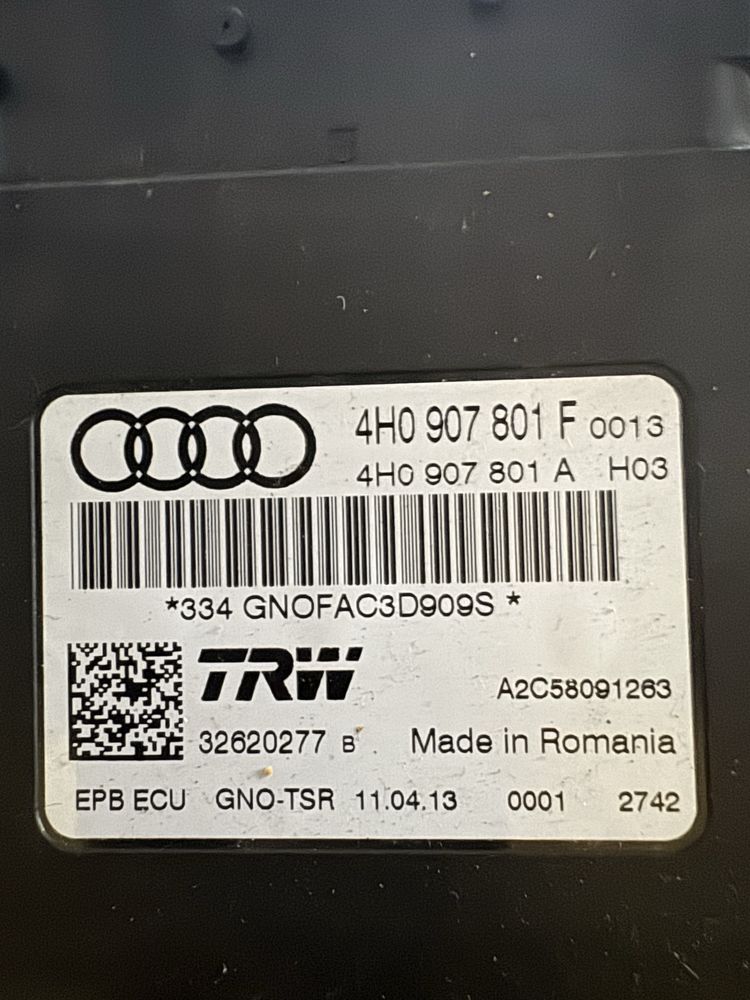 4H0 907 801 F 0013
4H0 907 801 A H03
*334 GNOFAC3D909S *
TRW
A2C58091263
32620277 B Made in Romania
EPB ECU GNO-TSR 11.04.13 0001 2742